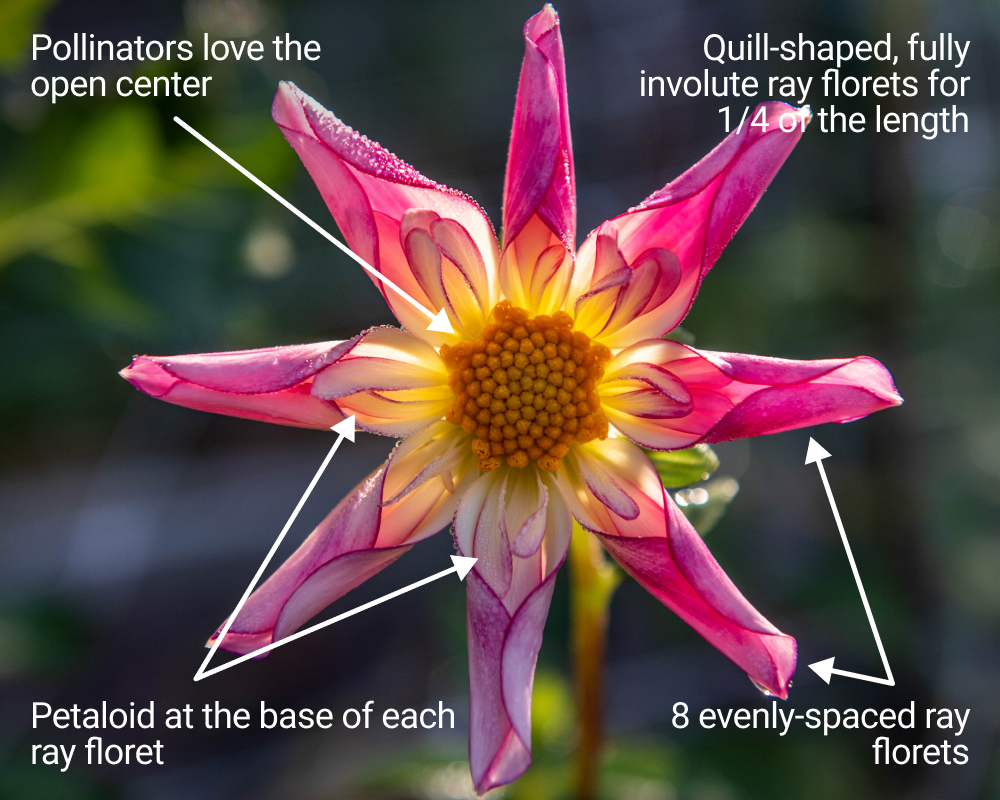 Pollinators love the
open center
Quill-shaped, fully
involute ray florets for
1/4 of the length
Petaloid at the base of each
ray floret
8 evenly-spaced ray
florets